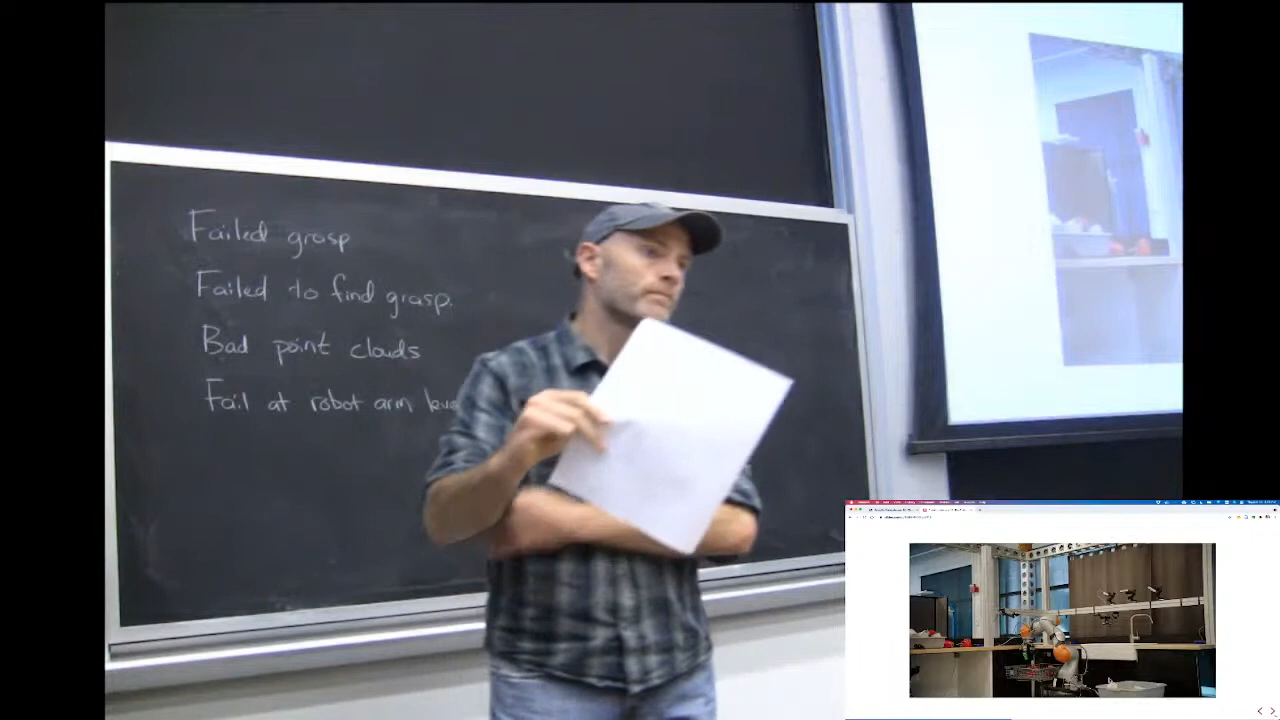 Failed grasp
Failed to find grasp.
Bad point clouds
Fail at robot arm